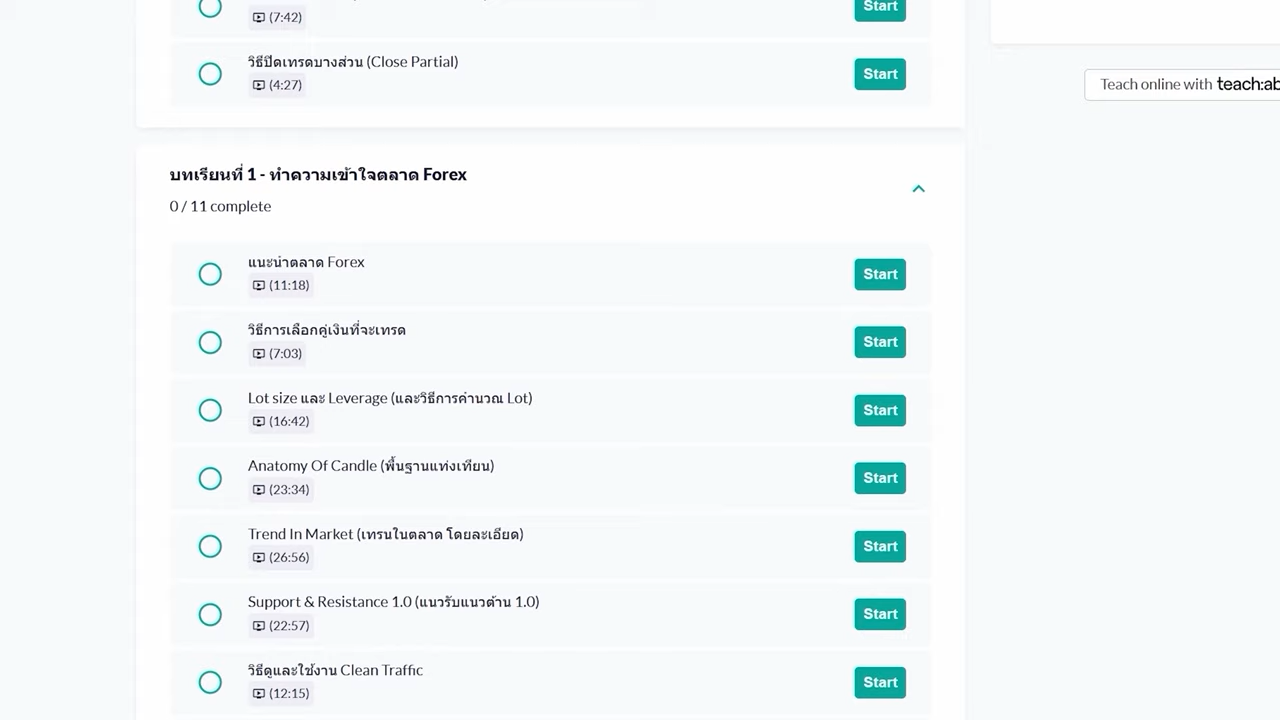 (7:42)
Start
วิธีปิดเทรดบางส่วน (Close Partial)
(4:27)
Start
Teach online with teach:ab
บทเรียนที่ 1 - ทำความเข้าใจตลาด Forex
0 / 11 complete
แนะนำตลาด Forex
(11:18)
Start
วิธีการเลือกคู่เงินที่จะเทรด
(7:03)
Start
Lot size และ Leverage (และวิธีการคำนวณ Lot)
(16:42)
Start
Anatomy Of Candle (พื้นฐานแท่งเทียน)
(23:34)
Start
Trend In Market (เทรนในตลาด โดยละเอียด)
(26:56)
Start
Support & Resistance 1.0 (แนวรับแนวต้าน 1.0)
(22:57)
Start
วิธีดูและใช้งาน Clean Traffic
(12:15)
Start